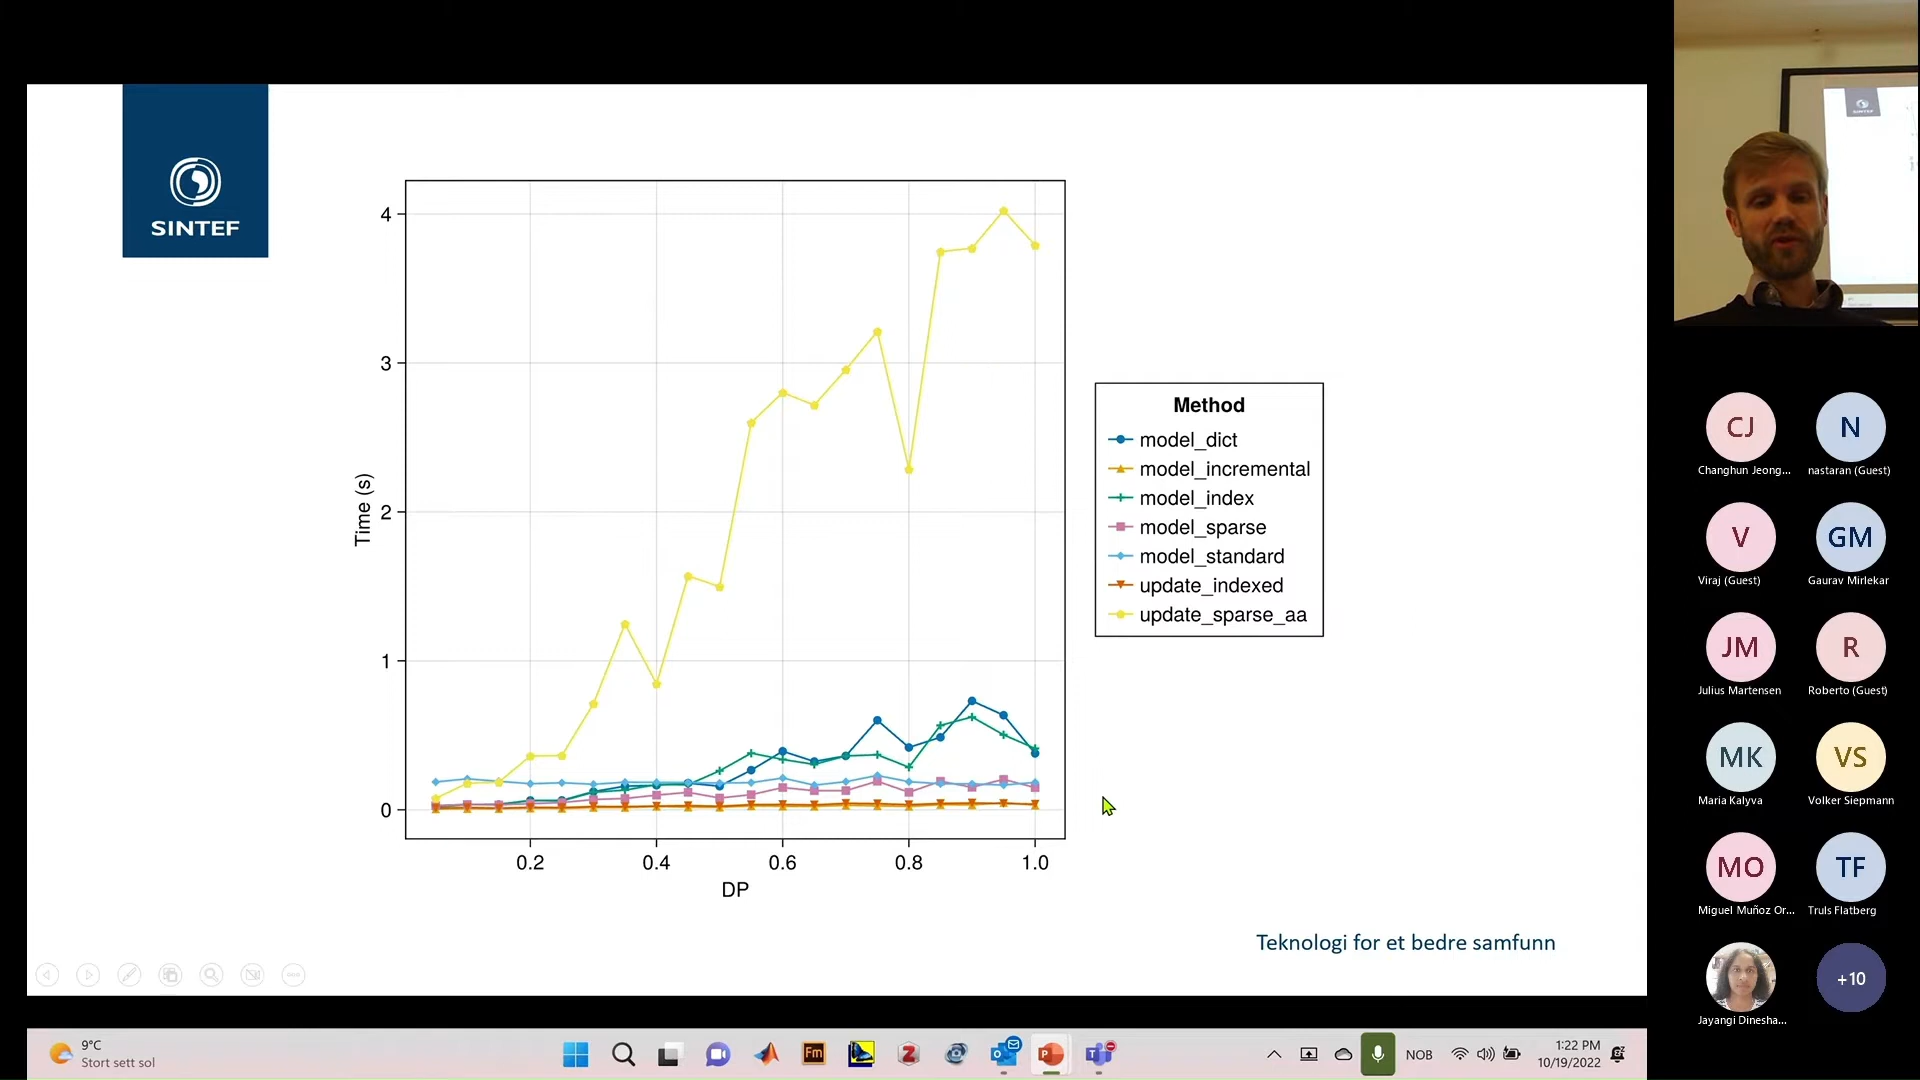 SINTEF
4
3
2
1
0
Time (s)
0.2 0.4 0.6 0.8 1.0
DP
Method
model_dict
model_incremental
model_index
model_sparse
model_standard
update_indexed
update_sparse_aa
Teknologi for et bedre samfunn
CJ N
Changhun Jeong... nastaran (Guest)
V GM
Viraj (Guest) Gaurav Mirlekar
JM R
Julius Martensen Roberto (Guest)
MK VS
Maria Kalyva Volker Siepmann
MO TF
Miguel Muñoz Or... Truls Flatberg
+10
Jayangi Dinesha...
9°C
Stort sett sol
Fm
NOB
1:22 PM
10/19/2022